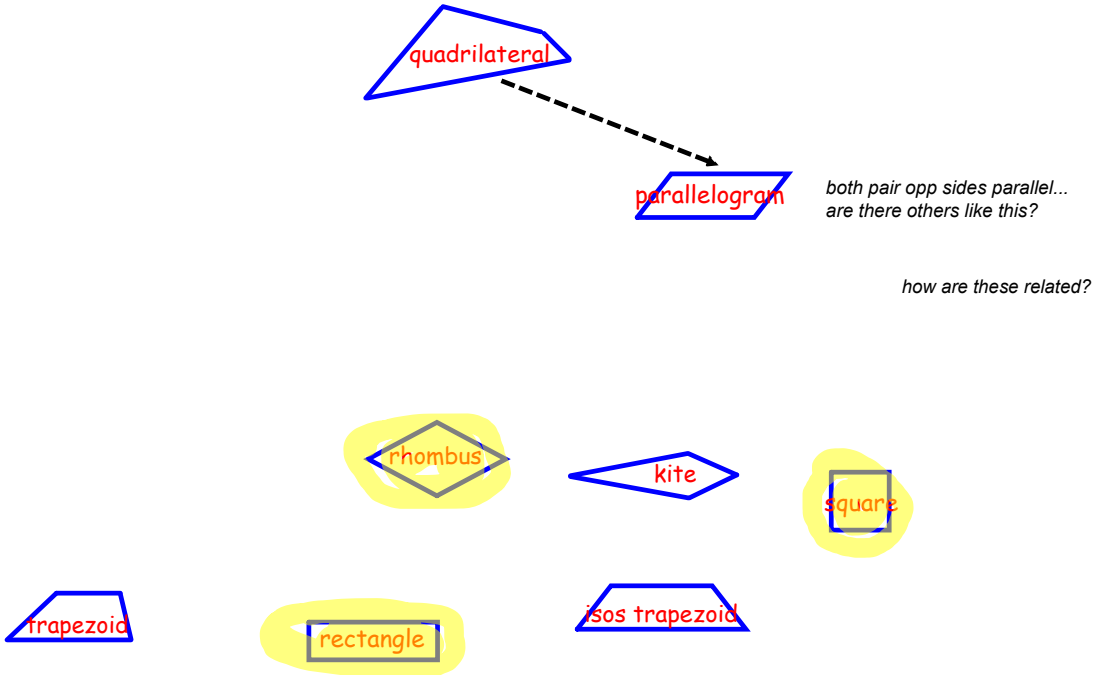 quadrilateral
parallelogram
both pair opp sides parallel...
are there others like this?
how are these related?
rhombus
kite
square
trapezoid
rectangle
isos trapezoid